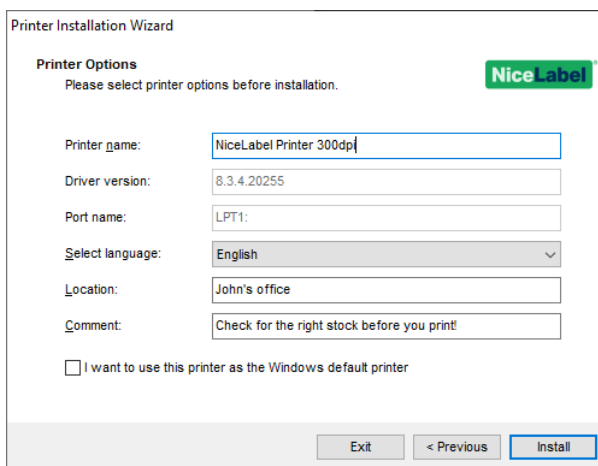 Printer Installation Wizard
Printer Options
Please select printer options before installation.
NiceLabel
Printer name: NiceLabel Printer 300dpi
Driver version: 8.3.4.20255
Port name: LPT1:
Select language: English
Location: John's office
Comment: Check for the right stock before you print!
I want to use this printer as the Windows default printer
Exit < Previous Install